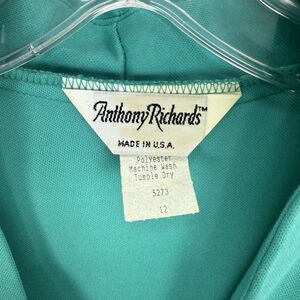 Anthony Richards™
MADE IN U.S.A.
Polyester
Machine Wash
Tumble Dry
5273
12